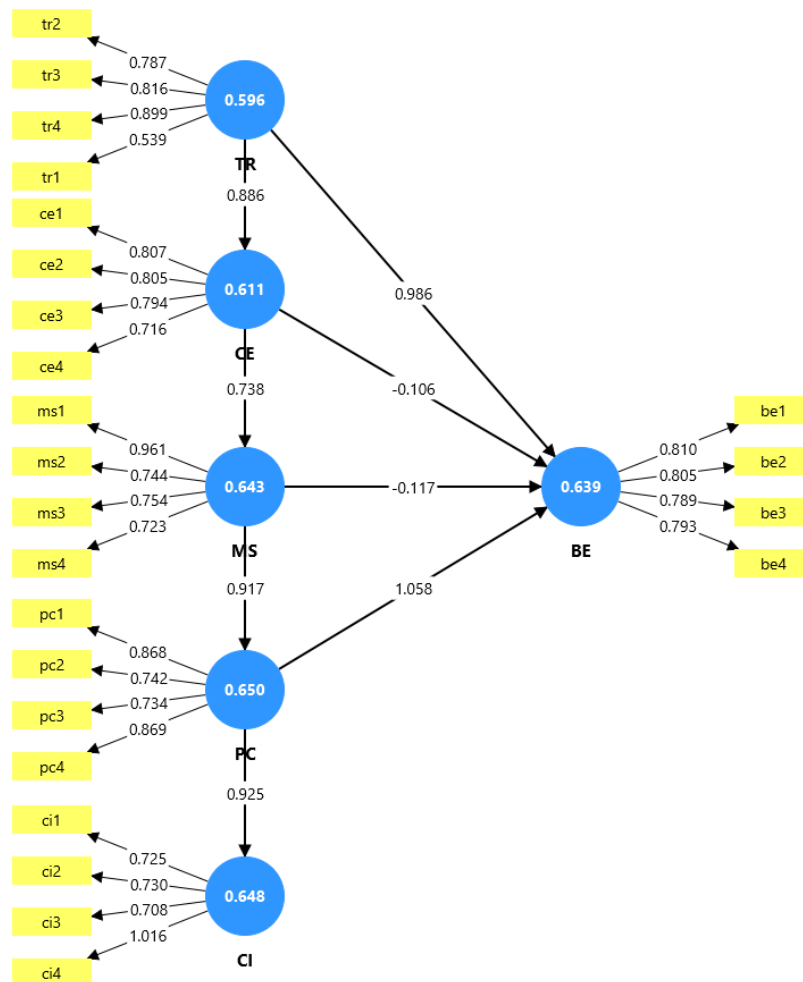 tr2
0.787
tr3
0.816
0.596
tr4
0.899
0.539
tr1
TR
0.886
ce1
0.807
ce2
0.805
0.611
0.986
ce3
0.794
0.716
ce4
CE
0.738
-0.106
ms1
0.961
ms2
0.744
0.643
ms3
0.754
0.723
ms4
MS
-0.117
0.639
BE
be1
0.810
be2
0.805
be3
0.789
0.793
be4
0.917
1.058
pc1
0.868
pc2
0.742
0.650
pc3
0.734
0.869
pc4
PC
0.925
ci1
0.725
ci2
0.730
0.648
ci3
0.708
1.016
ci4
CI